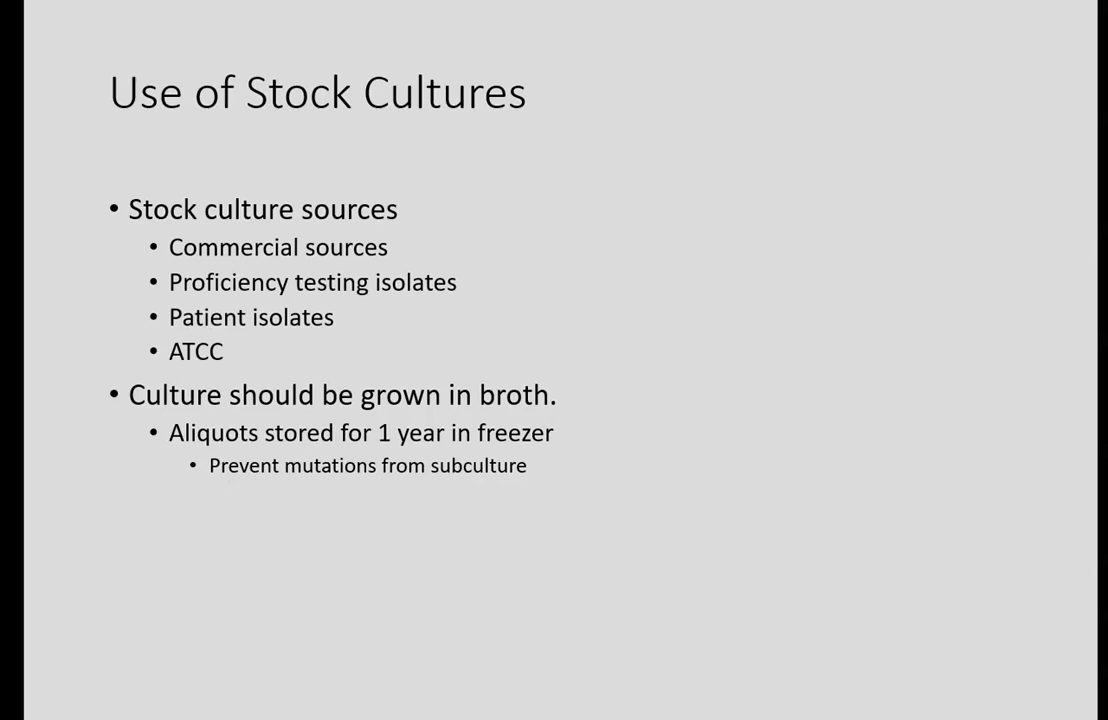 Use of Stock Cultures
• Stock culture sources
• Commercial sources
• Proficiency testing isolates
• Patient isolates
• ATCC
• Culture should be grown in broth.
• Aliquots stored for 1 year in freezer
• Prevent mutations from subculture